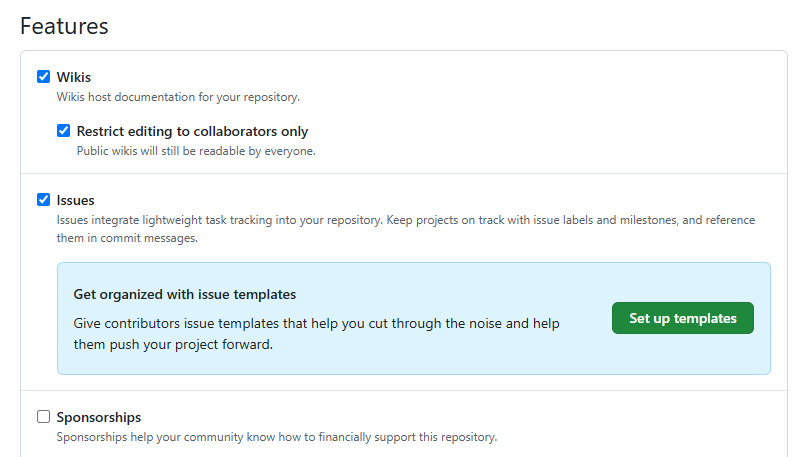 Features
Wikis
Wikis host documentation for your repository.
Restrict editing to collaborators only
Public wikis will still be readable by everyone.
Issues
Issues integrate lightweight task tracking into your repository. Keep projects on track with issue labels and milestones, and reference
them in commit messages.
Get organized with issue templates
Give contributors issue templates that help you cut through the noise and help
them push your project forward.
Set up templates
Sponsorships
Sponsorships help your community know how to financially support this repository.